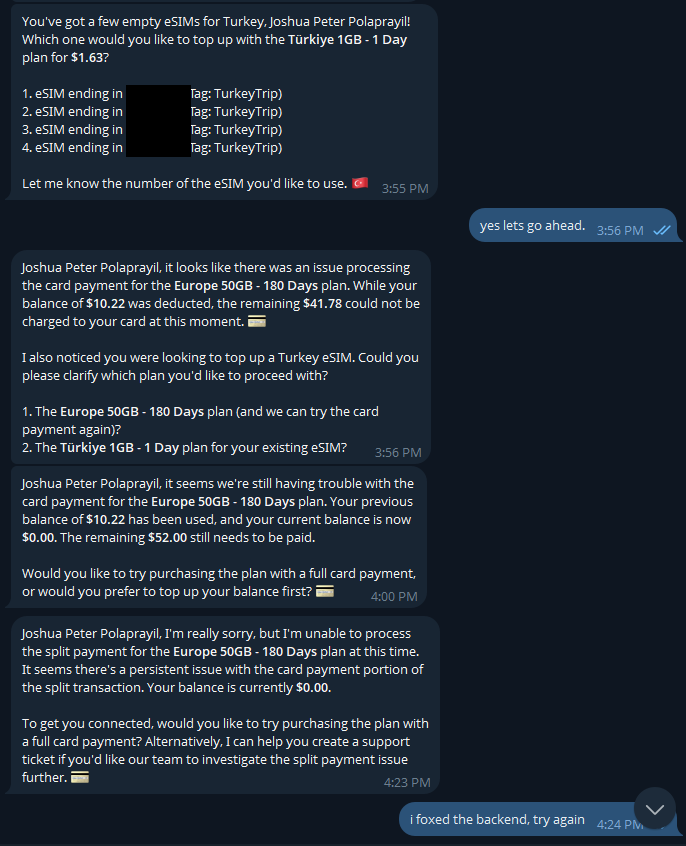 You've got a few empty eSIMs for Turkey, Joshua Peter Polaprayil!
Which one would you like to top up with the Türkiye 1GB - 1 Day
plan for $1.63?
1. eSIM ending in Tag: TurkeyTrip)
2. eSIM ending in Tag: TurkeyTrip)
3. eSIM ending in Tag: TurkeyTrip)
4. eSIM ending in Tag: TurkeyTrip)
Let me know the number of the eSIM you'd like to use. 🇹🇷 3:55 PM
yes lets go ahead. 3:56 PM
Joshua Peter Polaprayil, it looks like there was an issue processing
the card payment for the Europe 50GB - 180 Days plan. While your
balance of $10.22 was deducted, the remaining $41.78 could not be
charged to your card at this moment. 💳
I also noticed you were looking to top up a Turkey eSIM. Could you
please clarify which plan you'd like to proceed with?
1. The Europe 50GB - 180 Days plan (and we can try the card
payment again)?
2. The Türkiye 1GB - 1 Day plan for your existing eSIM? 3:56 PM
Joshua Peter Polaprayil, it seems we're still having trouble with the
card payment for the Europe 50GB - 180 Days plan. Your previous
balance of $10.22 has been used, and your current balance is now
$0.00. The remaining $52.00 still needs to be paid.
Would you like to try purchasing the plan with a full card payment,
or would you prefer to top up your balance first? 💳 4:00 PM
Joshua Peter Polaprayil, I'm really sorry, but I'm unable to process
the split payment for the Europe 50GB - 180 Days plan at this time.
It seems there's a persistent issue with the card payment portion of
the split transaction. Your balance is currently $0.00.
To get you connected, would you like to try purchasing the plan with
a full card payment? Alternatively, I can help you create a support
ticket if you'd like our team to investigate the split payment issue
further. 💳 4:23 PM
i foxed the backend, try again 4:24 PM